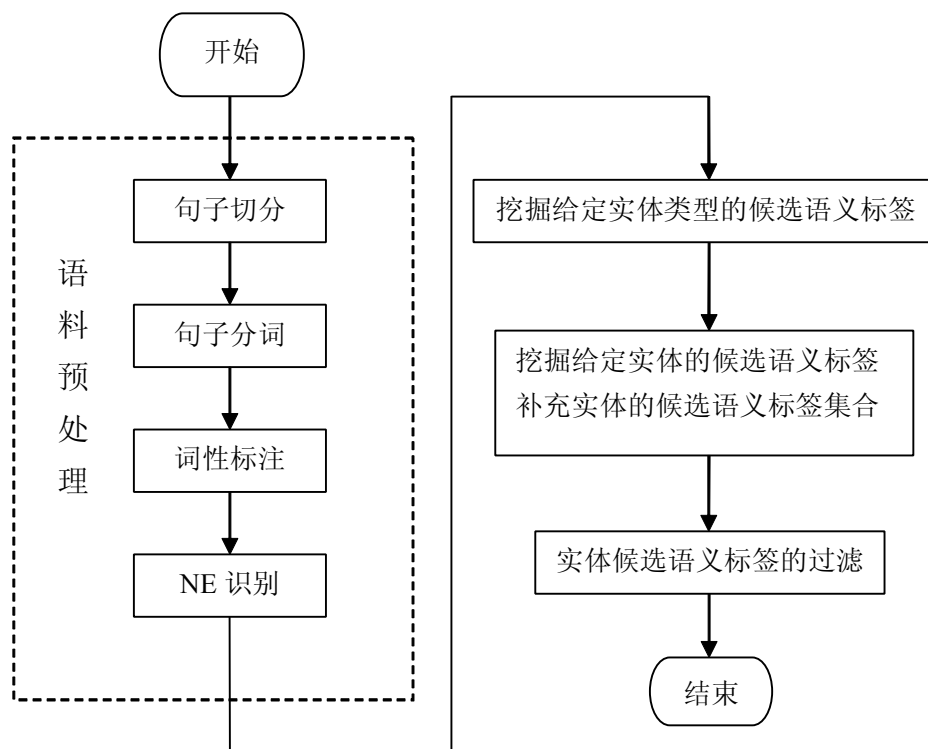 开始
语料预处理
句子切分
句子分词
词性标注
NE 识别
挖掘给定实体类型的候选语义标签
挖掘给定实体的候选语义标签
补充实体的候选语义标签集合
实体候选语义标签的过滤
结束